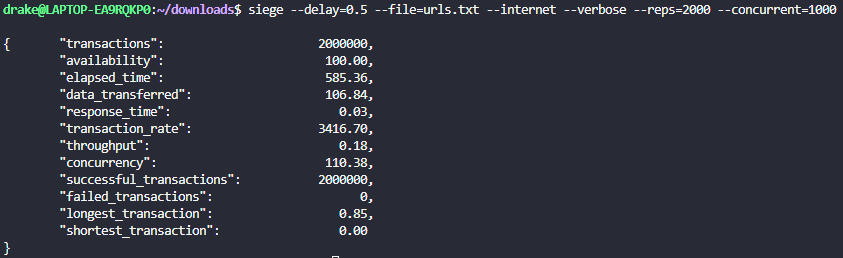 drake@LAPTOP-EA9RQKP0:~/downloads$ siege --delay=0.5 --file=urls.txt --internet --verbose --reps=2000 --concurrent=1000
{ "transactions": 2000000,
"availability": 100.00,
"elapsed_time": 585.36,
"data_transferred": 106.84,
"response_time": 0.03,
"transaction_rate": 3416.70,
"throughput": 0.18,
"concurrency": 110.38,
"successful_transactions": 2000000,
"failed_transactions": 0,
"longest_transaction": 0.85,
"shortest_transaction": 0.00
}